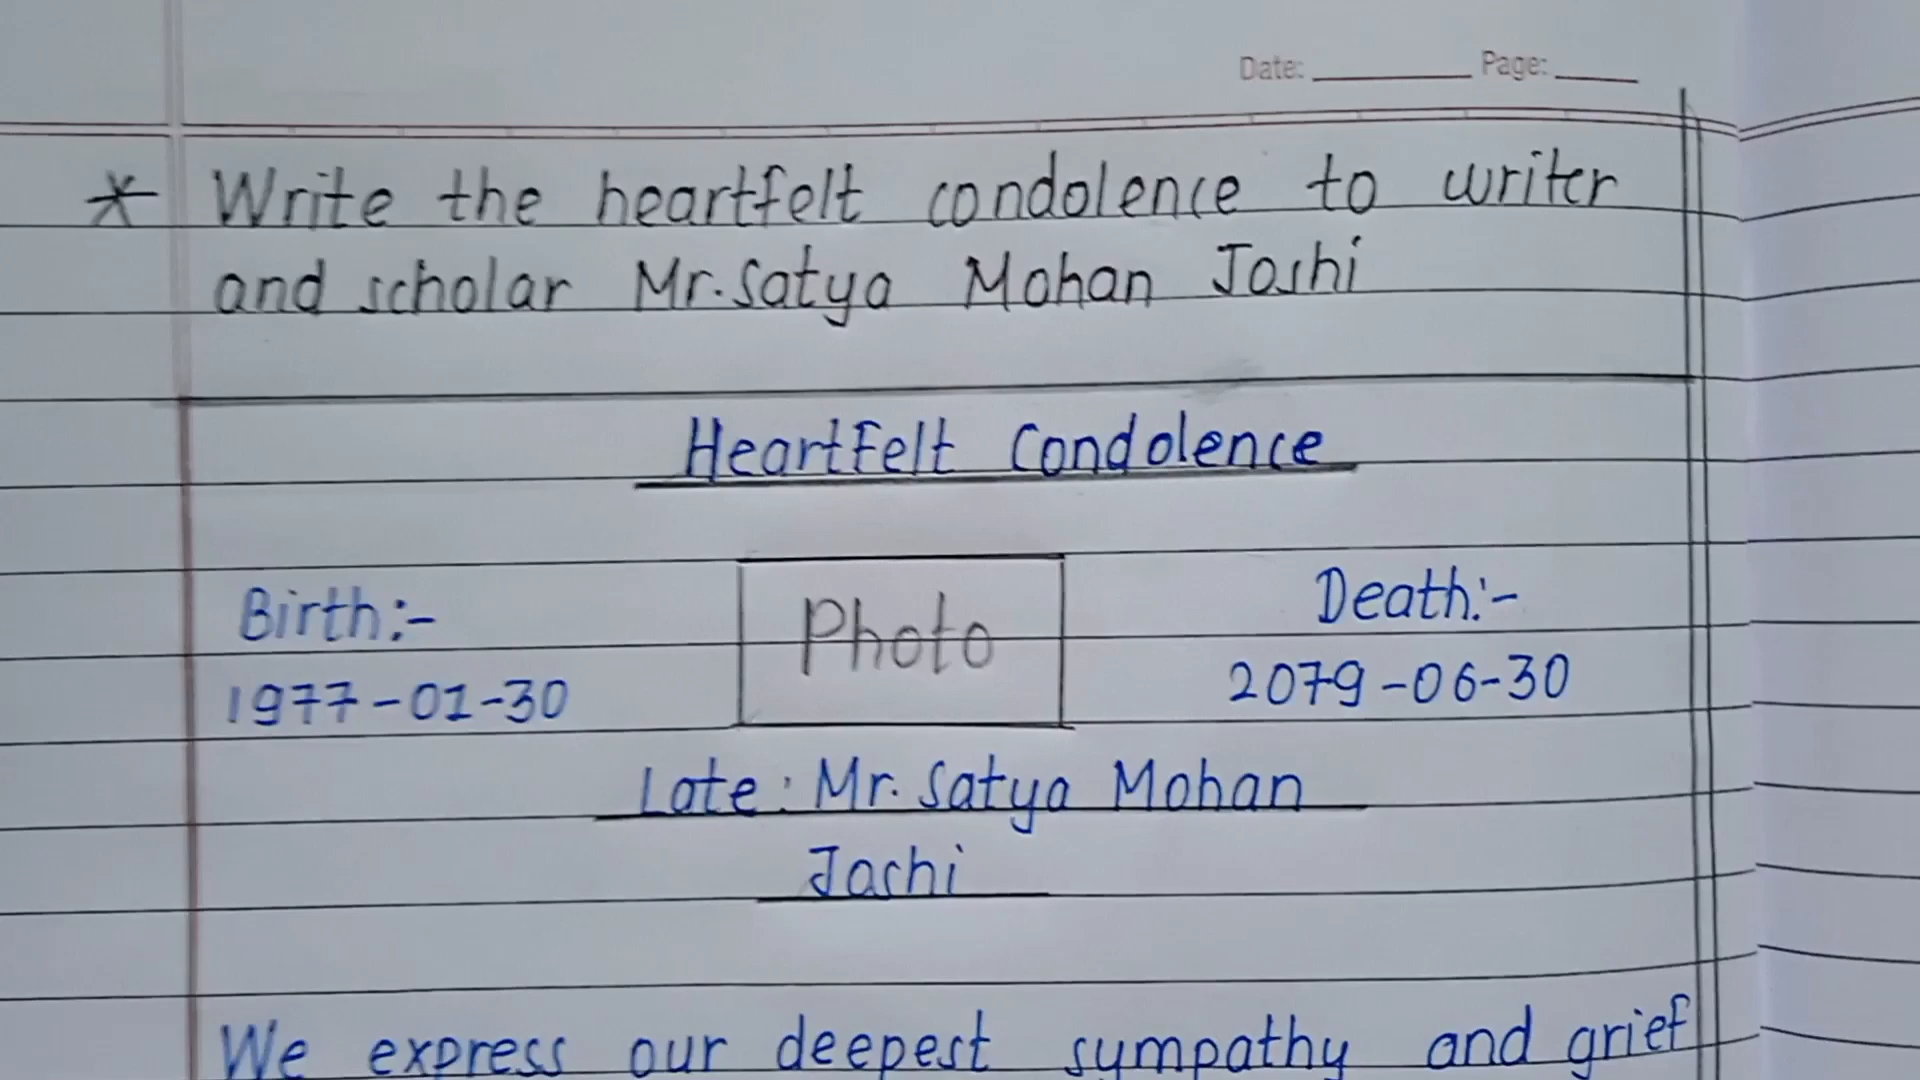 Date: Page:
* Write the heartfelt condolence to writer
and scholar Mr. Satya Mohan Joshi
HeartFelt Condolence
Birth:- Photo Death:-
1977-01-30 2079-06-30
Late: Mr. Satya Mohan
Joshi
We express our deepest sympathy and grief